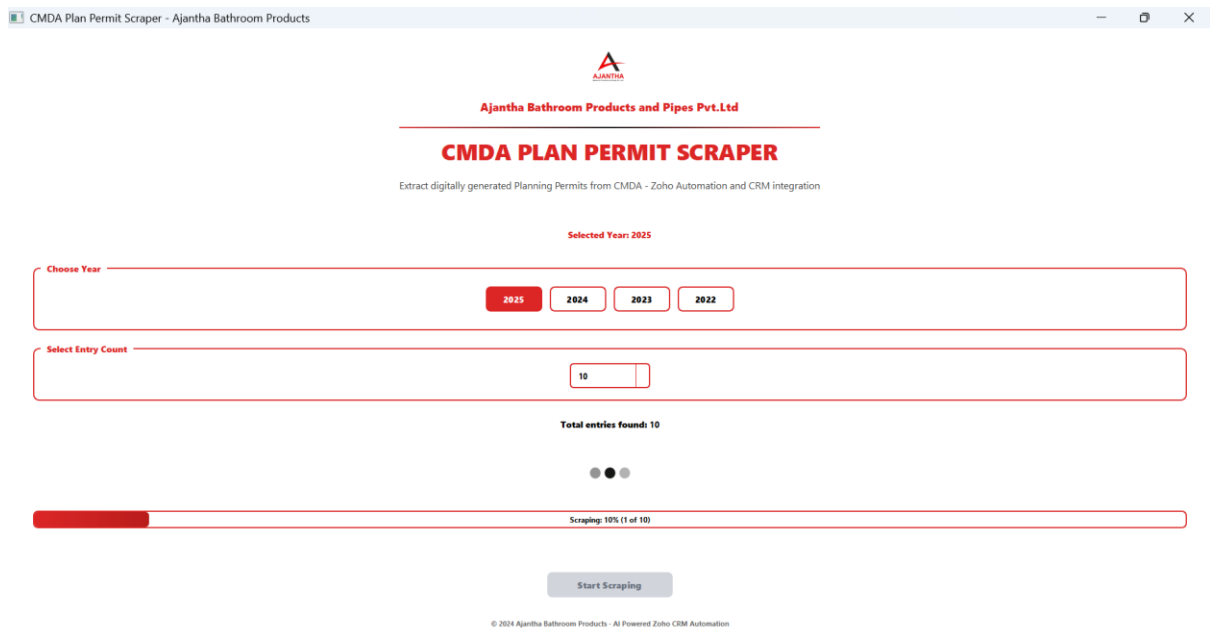 CMDA Plan Permit Scraper - Ajantha Bathroom Products
AJANTHA
Ajantha Bathroom Products and Pipes Pvt.Ltd
CMDA PLAN PERMIT SCRAPER
Extract digitally generated Planning Permits from CMDA - Zoho Automation and CRM integration
Selected Year: 2025
Choose Year
2025 2024 2023 2022
Select Entry Count
10
Total entries found: 10
Scraping: 10% (1 of 10)
Start Scraping
© 2024 Ajantha Bathroom Products - AI Powered Zoho CRM Automation